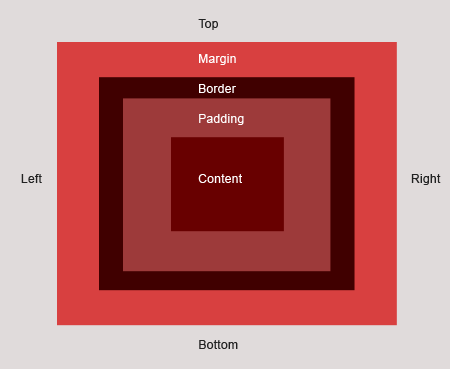 Top
Margin
Border
Padding
Left
Content
Right
Bottom